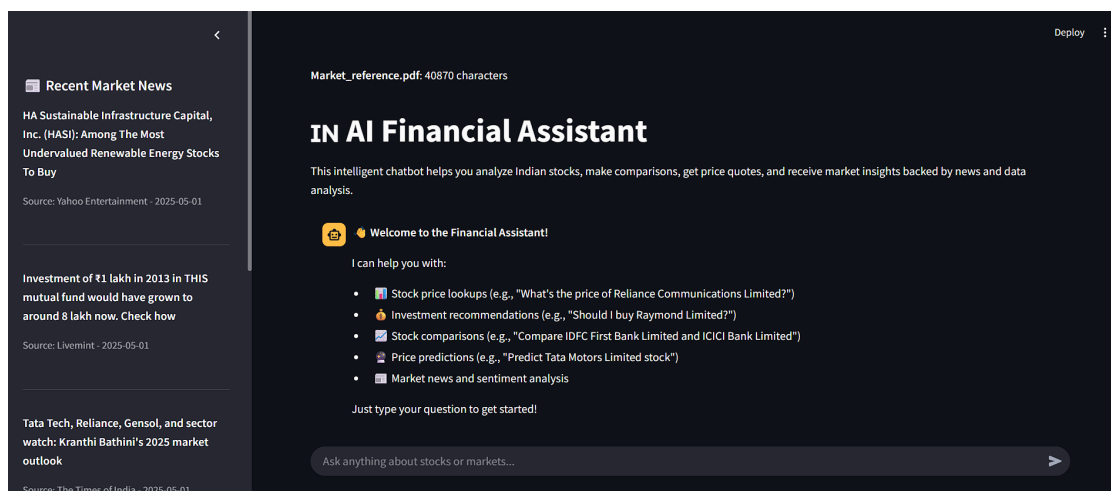 Recent Market News
HA Sustainable Infrastructure Capital,
Inc. (HASI): Among The Most
Undervalued Renewable Energy Stocks
To Buy
Source: Yahoo Entertainment - 2025-05-01
Investment of ₹1 lakh in 2013 in THIS
mutual fund would have grown to
around 8 lakh now. Check how
Source: Livemint - 2025-05-01
Tata Tech, Reliance, Gensol, and sector
watch: Kranthi Bathini's 2025 market
outlook
Source: The Times of India - 2025-05-01
Deploy
Market_reference.pdf: 40870 characters
IN AI Financial Assistant
This intelligent chatbot helps you analyze Indian stocks, make comparisons, get price quotes, and receive market insights backed by news and data
analysis.
👋 Welcome to the Financial Assistant!
I can help you with:
• 📊 Stock price lookups (e.g., "What's the price of Reliance Communications Limited?")
• 💰 Investment recommendations (e.g., "Should I buy Raymond Limited?")
• 📈 Stock comparisons (e.g., "Compare IDFC First Bank Limited and ICICI Bank Limited")
• 🔮 Price predictions (e.g., "Predict Tata Motors Limited stock")
• 📰 Market news and sentiment analysis
Just type your question to get started!
Ask anything about stocks or markets...